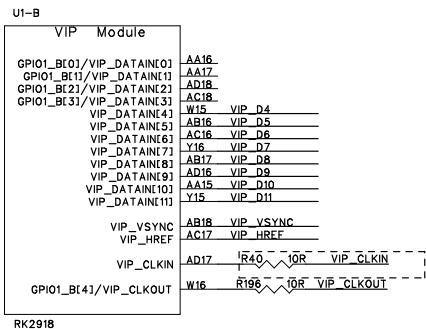 U1-B
VIP Module
GPIO1_B[0]/VIP_DATAIN[0] AA16
GPIO1_B[1]/VIP_DATAIN[1] AA17
GPIO1_B[2]/VIP_DATAIN[2] AD18
GPIO1_B[3]/VIP_DATAIN[3] AC18
VIP_DATAIN[4] W15 VIP_D4
VIP_DATAIN[5] AB16 VIP_D5
VIP_DATAIN[6] AC16 VIP_D6
VIP_DATAIN[7] Y16 VIP_D7
VIP_DATAIN[8] AB17 VIP_D8
VIP_DATAIN[9] AD16 VIP_D9
VIP_DATAIN[10] AA15 VIP_D10
VIP_DATAIN[11] Y15 VIP_D11
VIP_VSYNC AB18 VIP_VSYNC
VIP_HREF AC17 VIP_HREF
VIP_CLKIN AD17 R40 10R VIP_CLKIN
GPIO1_B[4]/VIP_CLKOUT W16 R196 10R VIP_CLKOUT
RK2918